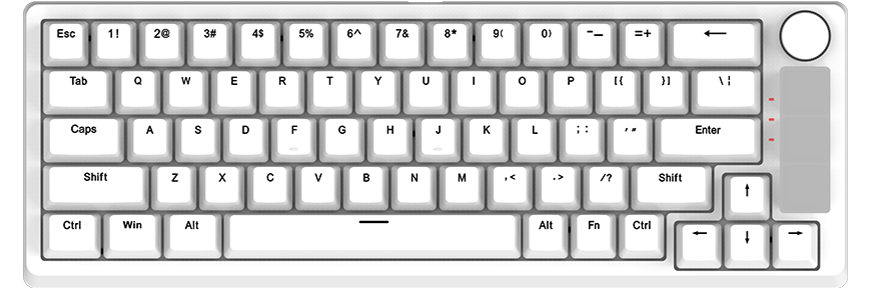 Esc 1! 2@ 3# 4$ 5% 6^ 7& 8* 9( 0) -_ =+ ←
Tab Q W E R T Y U I O P [{ }] \¦
Caps A S D F G H J K L ;: '" Enter
Shift Z X C V B N M ,< .> /? Shift ↑
Ctrl Win Alt Alt Fn Ctrl ← ↓ →